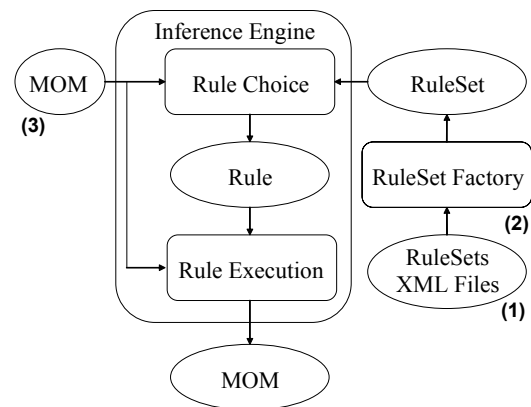 Inference Engine
MOM
(3)
Rule Choice
RuleSet
Rule
RuleSet Factory
(2)
Rule Execution
RuleSets
XML Files
(1)
MOM